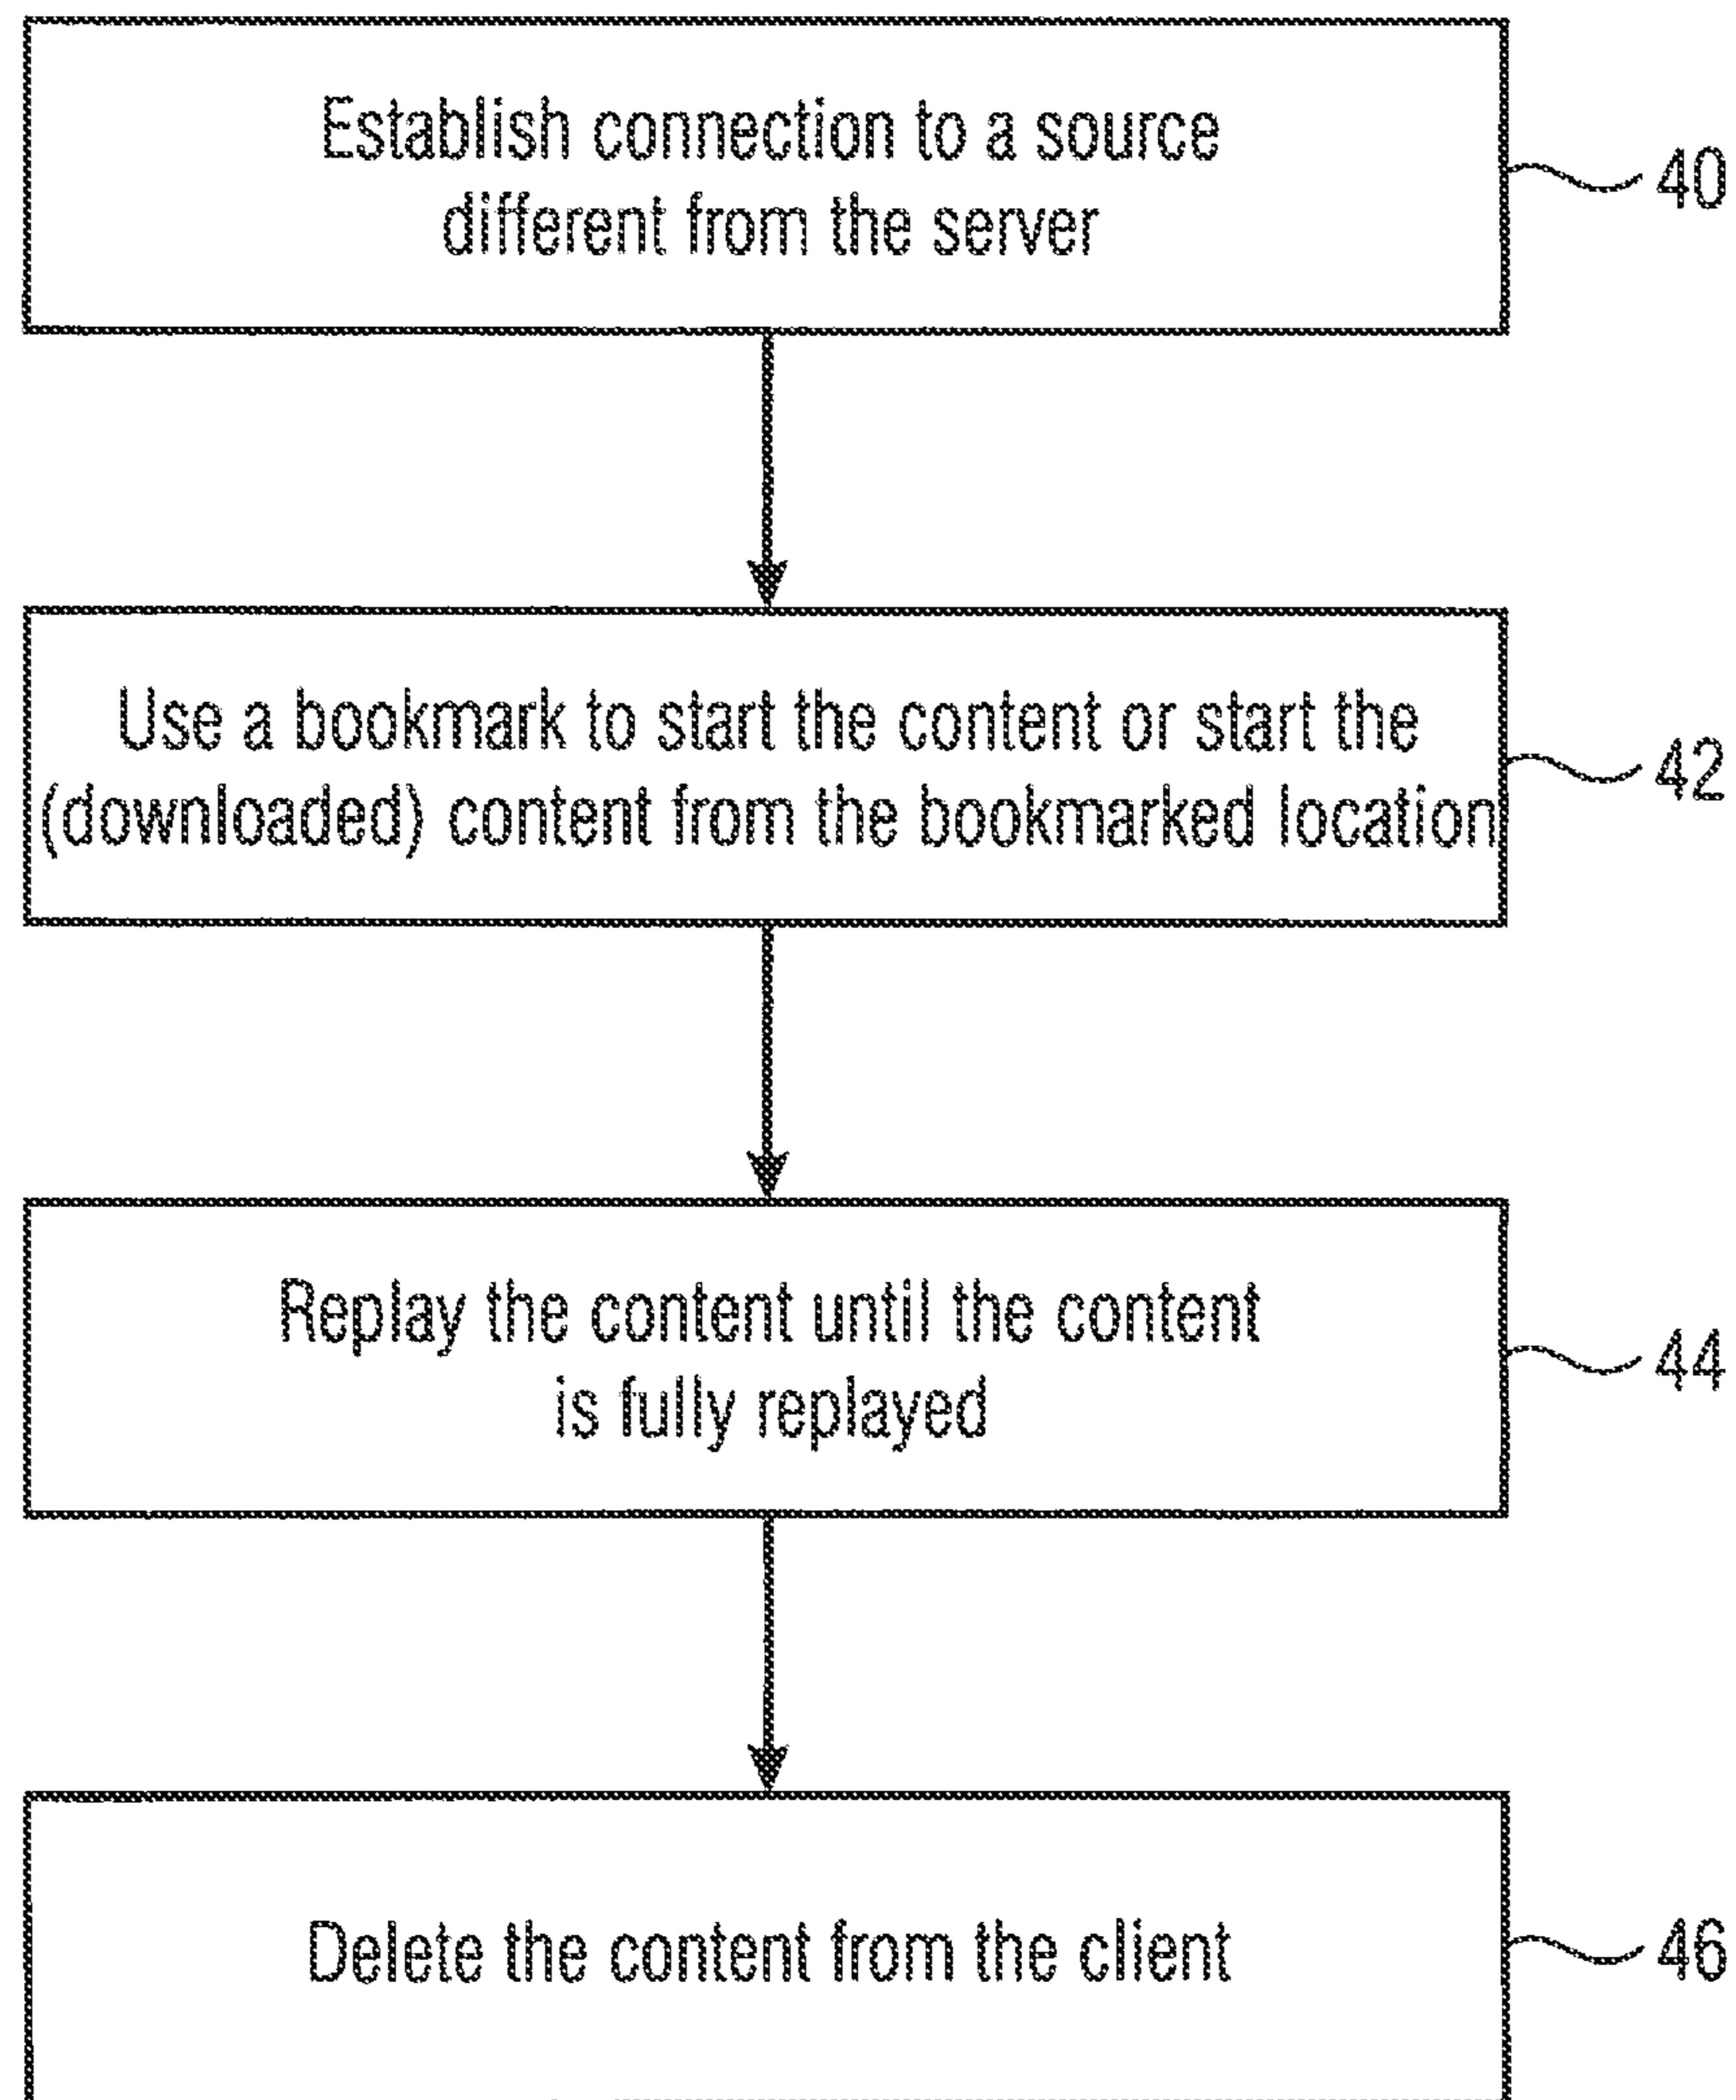 Establish connection to a source
different from the server
40
Use a bookmark to start the content or start the
(downloaded) content from the bookmarked location
42
Replay the content until the content
is fully replayed
44
Delete the content from the client
46